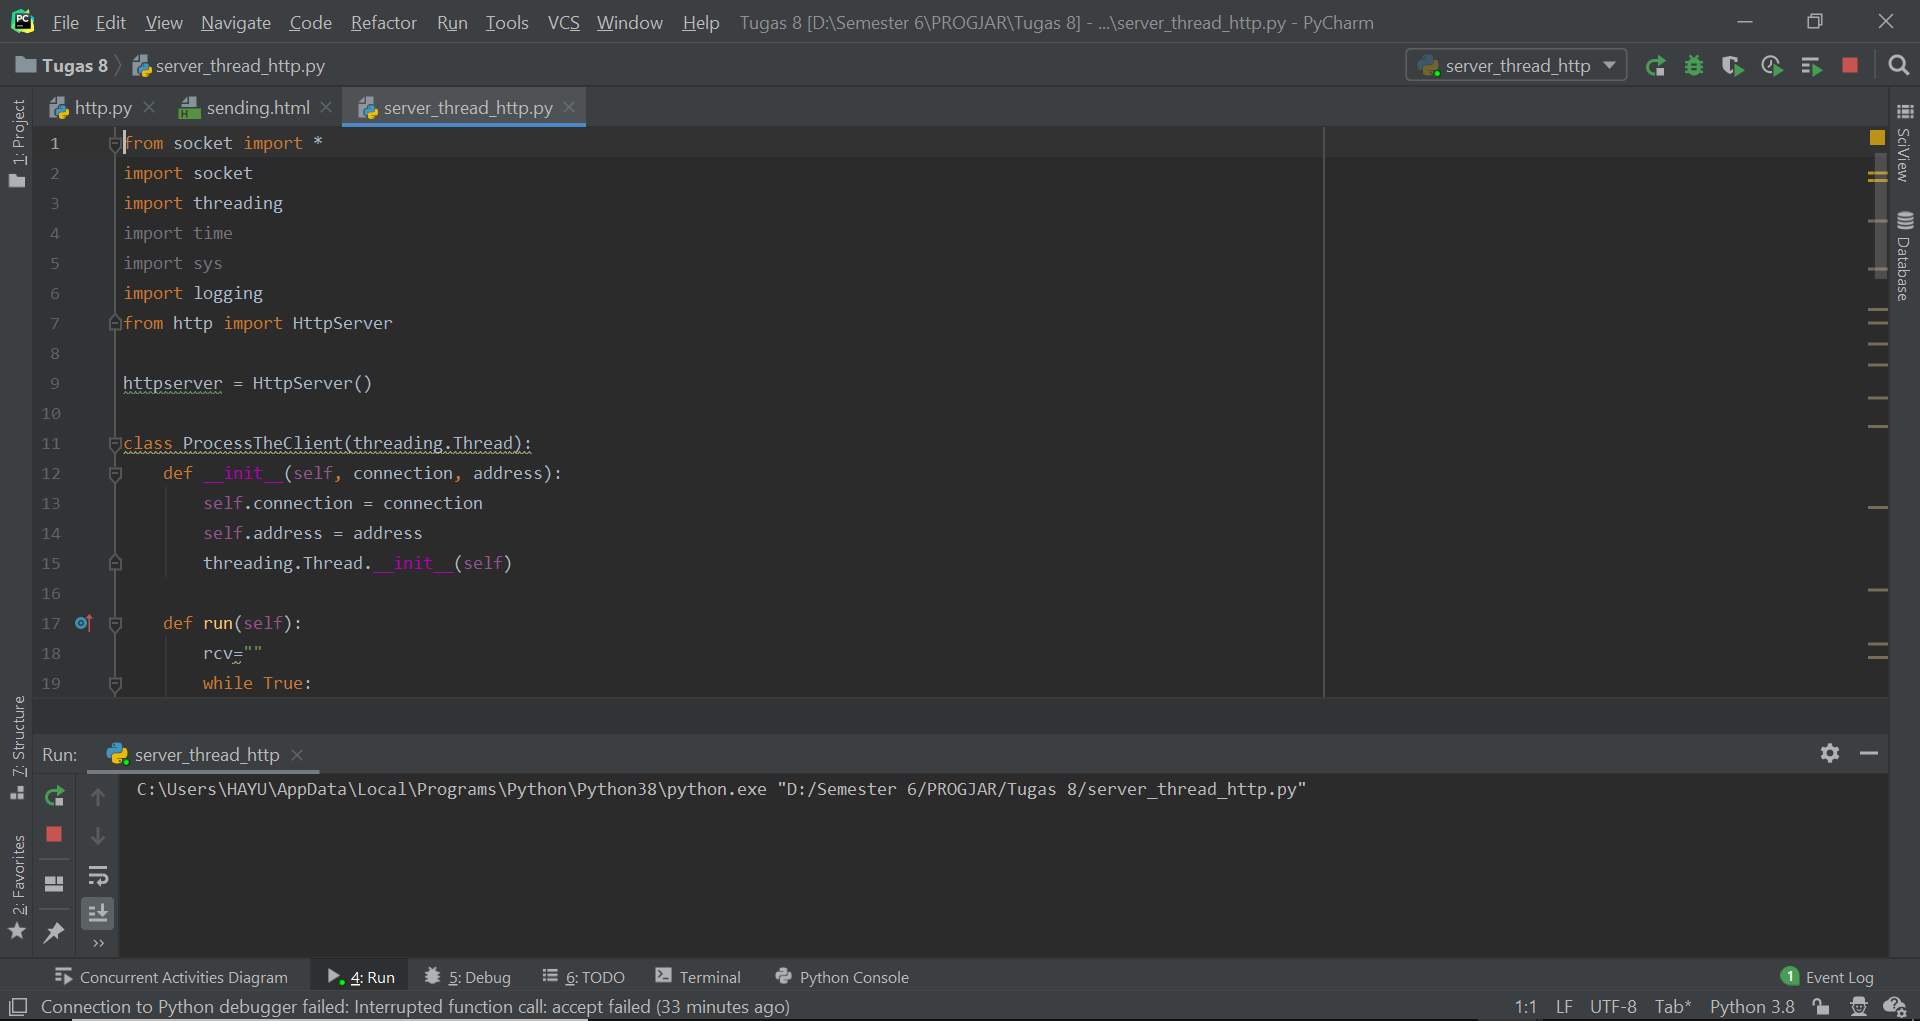 File Edit View Navigate Code Refactor Run Tools VCS Window Help Tugas 8 [D:\Semester 6\PROGJAR\Tugas 8] - ...\server_thread_http.py - PyCharm
Tugas 8 server_thread_http.py server_thread_http
http.py sending.html server_thread_http.py
1: Project
SciView
Database
1 from socket import *
2 import socket
3 import threading
4 import time
5 import sys
6 import logging
7 from http import HttpServer
8
9 httpserver = HttpServer()
10
11 class ProcessTheClient(threading.Thread):
12 def __init__(self, connection, address):
13 self.connection = connection
14 self.address = address
15 threading.Thread.__init__(self)
16
17 def run(self):
18 rcv=""
19 while True:
7: Structure
2: Favorites
Run: server_thread_http
C:\Users\HAYU\AppData\Local\Programs\Python\Python38\python.exe "D:/Semester 6/PROGJAR/Tugas 8/server_thread_http.py"
Concurrent Activities Diagram 4: Run 5: Debug 6: TODO Terminal Python Console 1 Event Log
Connection to Python debugger failed: Interrupted function call: accept failed (33 minutes ago) 1:1 LF UTF-8 Tab* Python 3.8